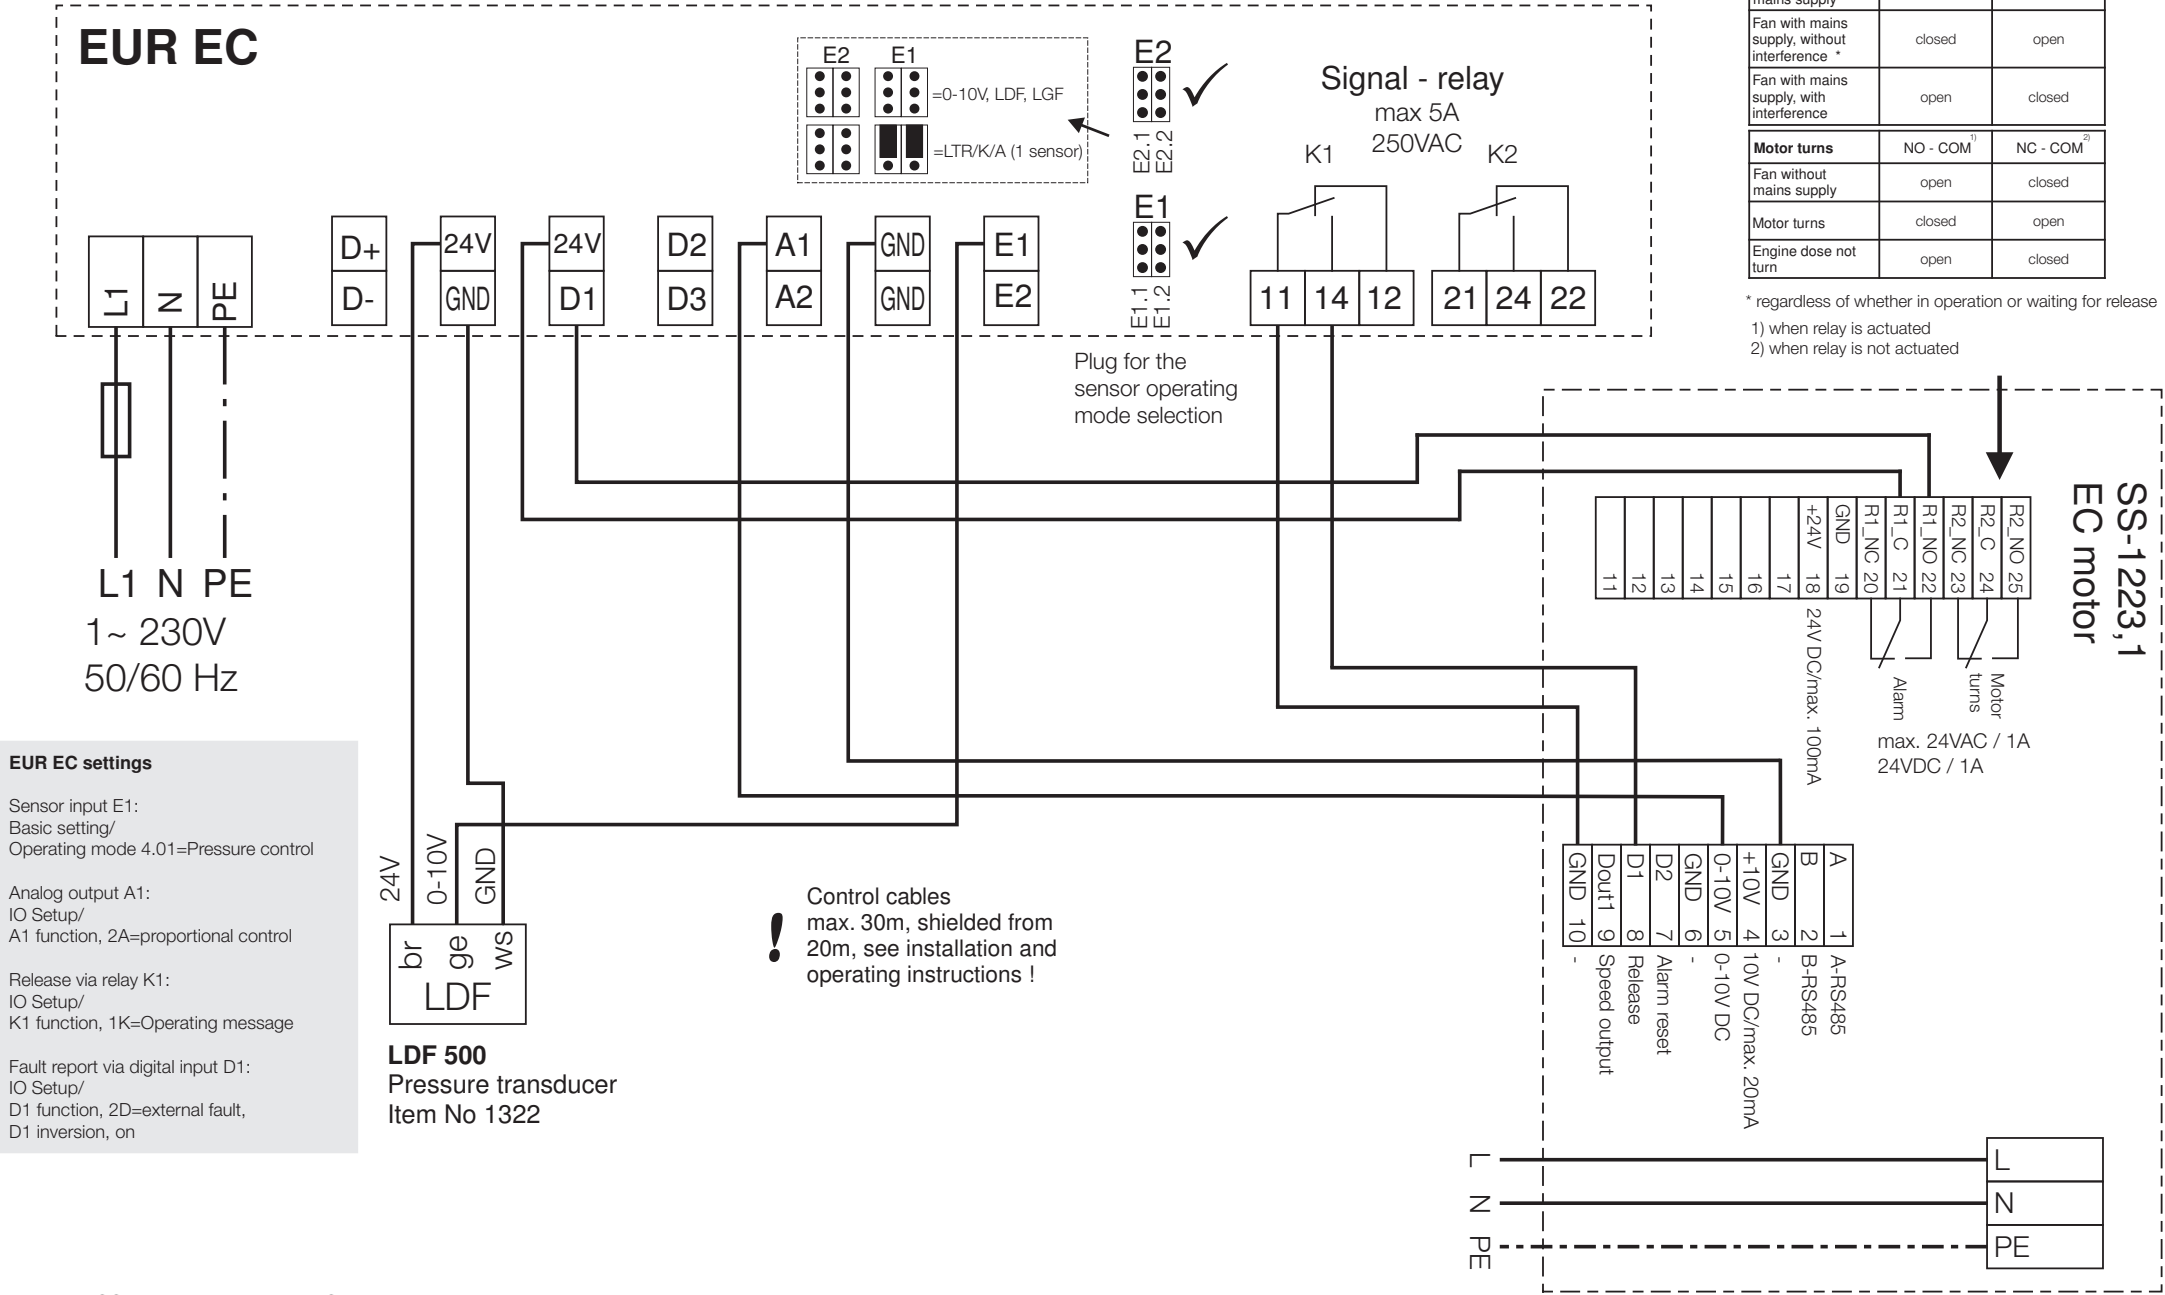 EUR EC
E2 E1
=0-10V, LDF, LGF
=LTR/K/A (1 sensor)
E2
E2.1
E2.2
E1
E1.1
E1.2
Plug for the
sensor operating
mode selection
Signal - relay
max 5A
250VAC
K1 K2
L1 N PE
D+ 24V 24V D2 A1 GND E1
D- GND D1 D3 A2 GND E2
11 14 12 21 24 22
mains supply
Fan with mains
supply, without
interference *
closed open
Fan with mains
supply, with
interference
open closed
Motor turns NO - COM 1) NC - COM 2)
Fan without
mains supply
open closed
Motor turns closed open
Engine dose not
turn
open closed
* regardless of whether in operation or waiting for release
1) when relay is actuated
2) when relay is not actuated
L1 N PE
1~ 230V
50/60 Hz
EUR EC settings
Sensor input E1:
Basic setting/
Operating mode 4.01=Pressure control
Analog output A1:
IO Setup/
A1 function, 2A=proportional control
Release via relay K1:
IO Setup/
K1 function, 1K=Operating message
Fault report via digital input D1:
IO Setup/
D1 function, 2D=external fault,
D1 inversion, on
24V
0-10V
GND
br
ge
ws
LDF
LDF 500
Pressure transducer
Item No 1322
!
Control cables
max. 30m, shielded from
20m, see installation and
operating instructions !
SS-1223,1
EC motor
R2_NO 25
R2_C 24
R2_NC 23
R1_NO 22
R1_C 21
R1_NC 20
GND 19
+24V 18 24V DC/max. 100mA
17
16
15
14
13
12
11
Motor
turns
Alarm
max. 24VAC / 1A
24VDC / 1A
A 1 A-RS485
B 2 B-RS485
GND 3 -
+10V 4 10V DC/max. 20mA
0-10V 5 0-10V DC
GND 6 -
D2 7 Alarm reset
D1 8 Release
Dout1 9 Speed output
GND 10 -
L L
N N
PE PE